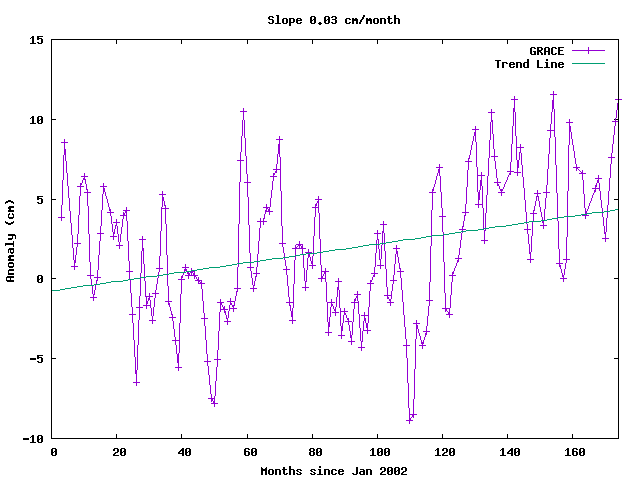 Slope 0.03 cm/month
15
10
5
0
-5
-10
Anomaly (cm)
GRACE
Trend Line
0 20 40 60 80 100 120 140 160
Months since Jan 2002